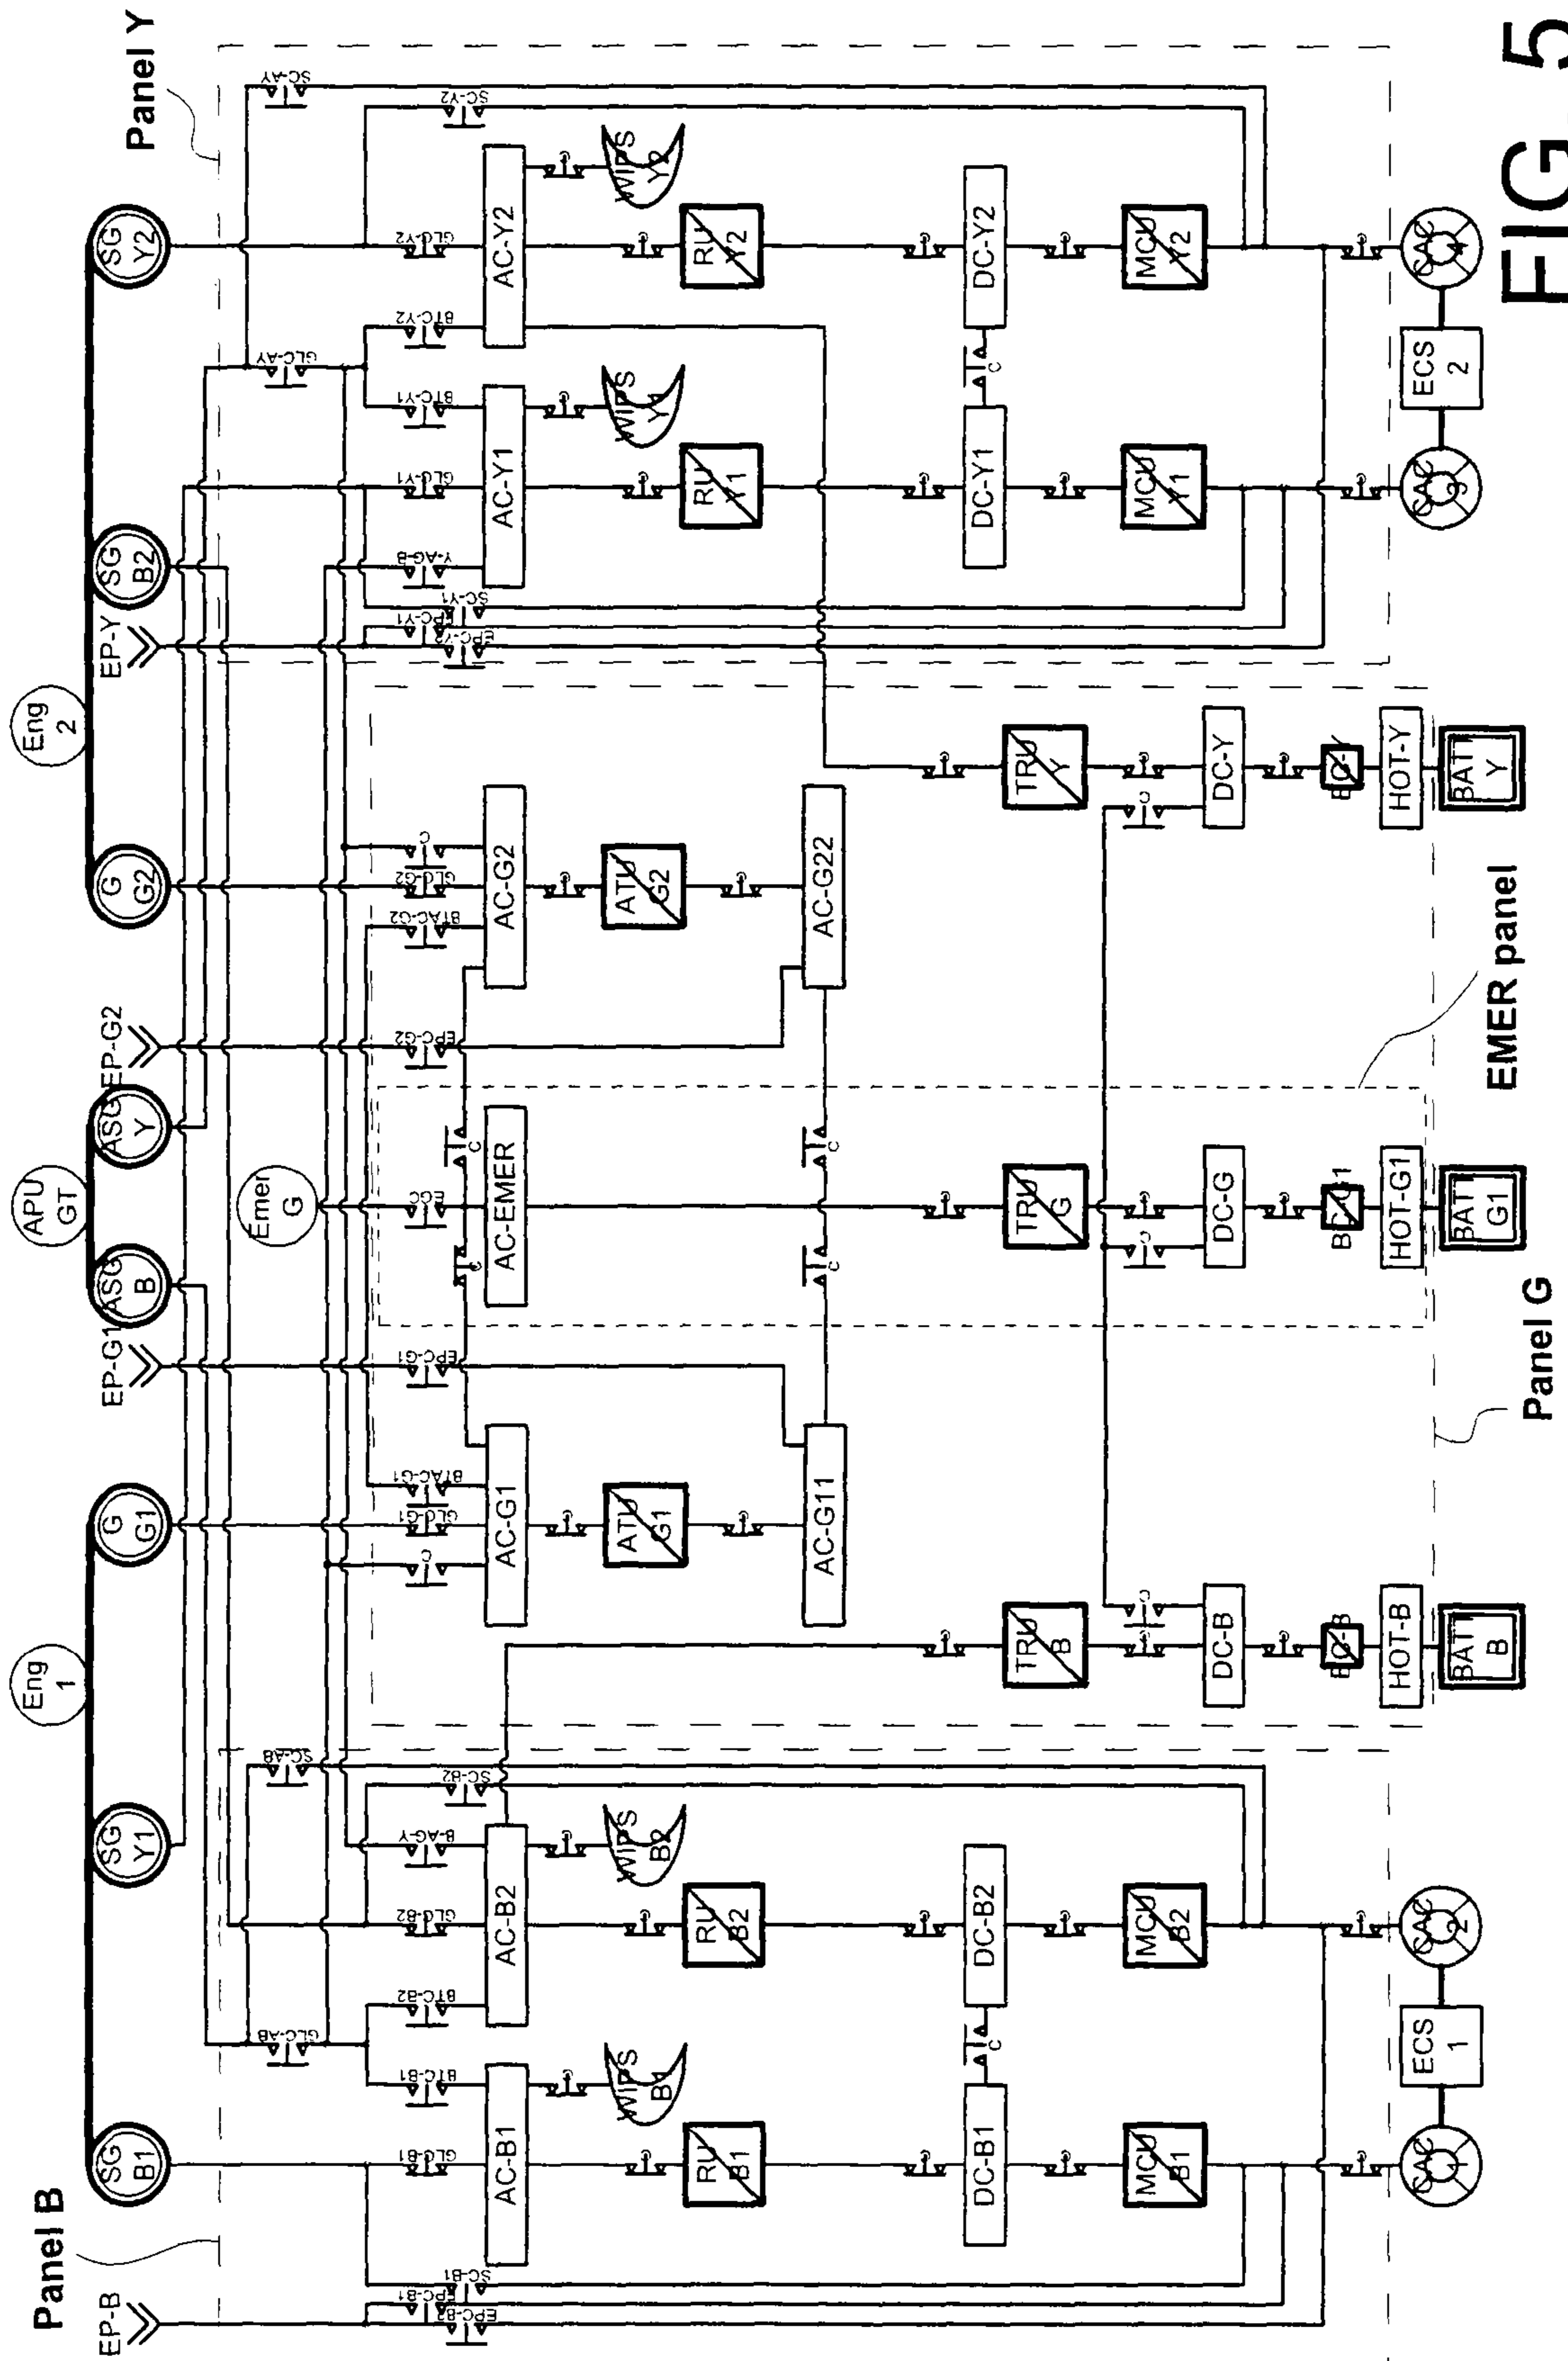 Panel B
Panel Y
EP-B
Eng
1
APU
GT
Eng
2
SG
B1
SG
Y1
G
G1
EP-G1
ASG
B
ASG
Y
EP-G2
G
G2
EP-Y
SG
B2
SG
Y2
Emer
G
GLC-AB
SC-AB
GLC-AY
SC-AY
EPC-B2
EPC-B1
SC-B1
GLC-B1
BTC-B1
BTC-B2
GLC-B2
B-AG-Y
SC-B2
C
GLC-G1
BTAC-G1
EPC-G1
EGC
EPC-G2
BTAC-G2
GLC-G2
C
EPC-Y2
EPC-Y1
SC-Y1
Y-AG-B
GLC-Y1
BTC-Y1
BTC-Y2
GLC-Y2
SC-Y2
C
C
AC-B1
AC-B2
AC-G1
AC-EMER
AC-G2
AC-Y1
AC-Y2
WIPS
B1
WIPS
B2
ATU
G1
ATU
G2
WIPS
Y1
WIPS
Y2
RU
B1
RU
B2
RU
Y1
RU
Y2
AC-G11
C
C
AC-G22
DC-B1
C
DC-B2
TRU
B
TRU
G
TRU
Y
DC-Y1
C
DC-Y2
MCU
B1
MCU
B2
C
C
C
MCU
Y1
MCU
Y2
DC-B
DC-G
DC-Y
BC-B
BC-G1
BC-Y
HOT-B
HOT-G1
HOT-Y
CAC
1
ECS
1
CAC
2
BATT
B
BATT
G1
BATT
Y
CAC
3
ECS
2
CAC
4
Panel G
EMER panel
FIG.5